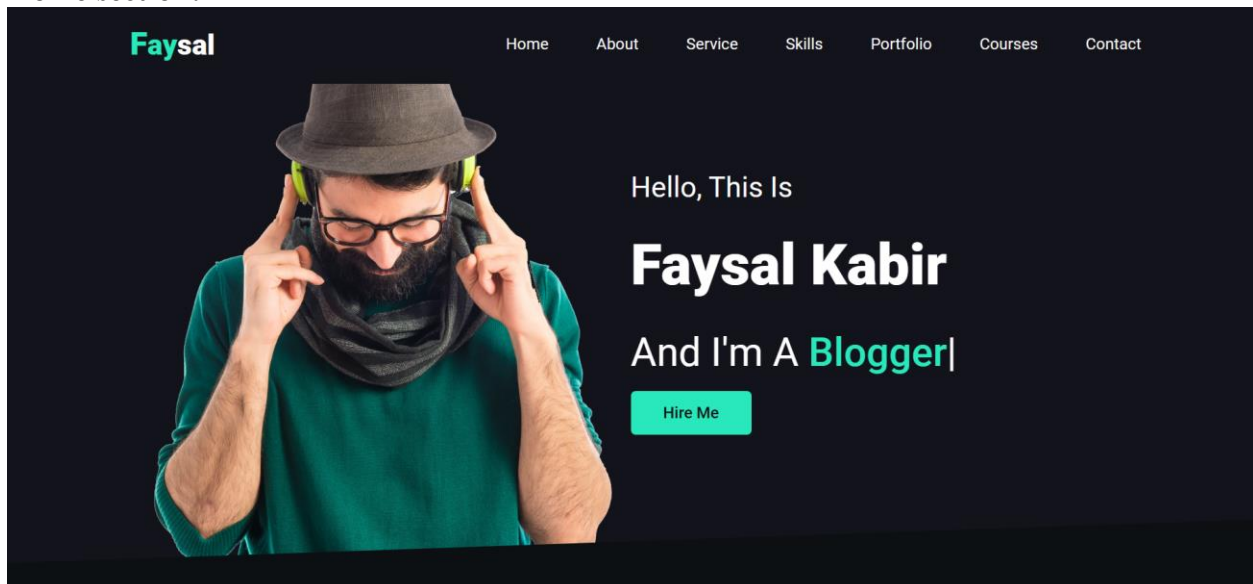 Faysal
Home About Service Skills Portfolio Courses Contact
Hello, This Is
Faysal Kabir
And I'm A Blogger|
Hire Me